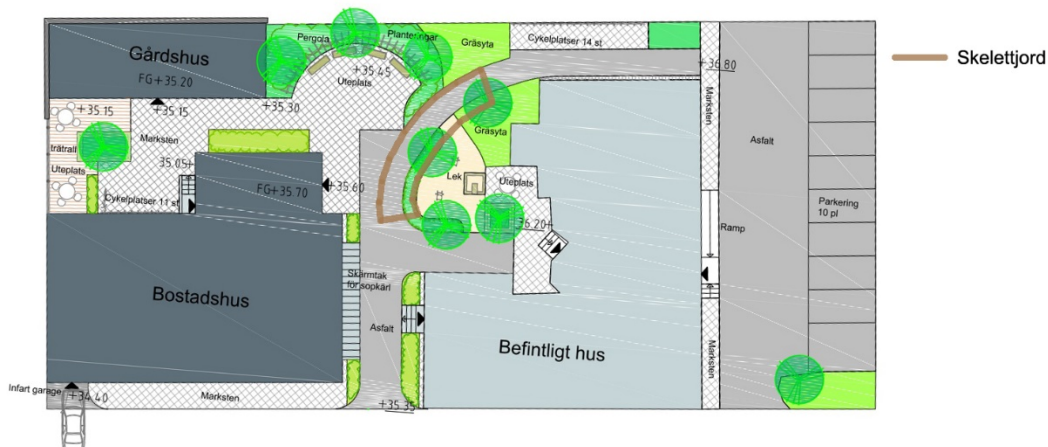 Gårdshus
FG+35.20
Pergola
Planteringar
+35.45
Uteplats
Gräsyta
Cykelplatser 14 st
+36.80
Marksten
Asfalt
Parkering
10 pl
Skelettjord
+35.15
+35.15
+35.30
Marksten
träträll
Uteplats
35.05+
Cykelplatser 11 st
FG+35.70
+35.60
Gräsyta
Lek
Uteplats
36.20+
Ramp
Bostadshus
Skärmtak
för sopkärl
Asfalt
Befintligt hus
Marksten
Infart garage
+34.40
Marksten
+35.35